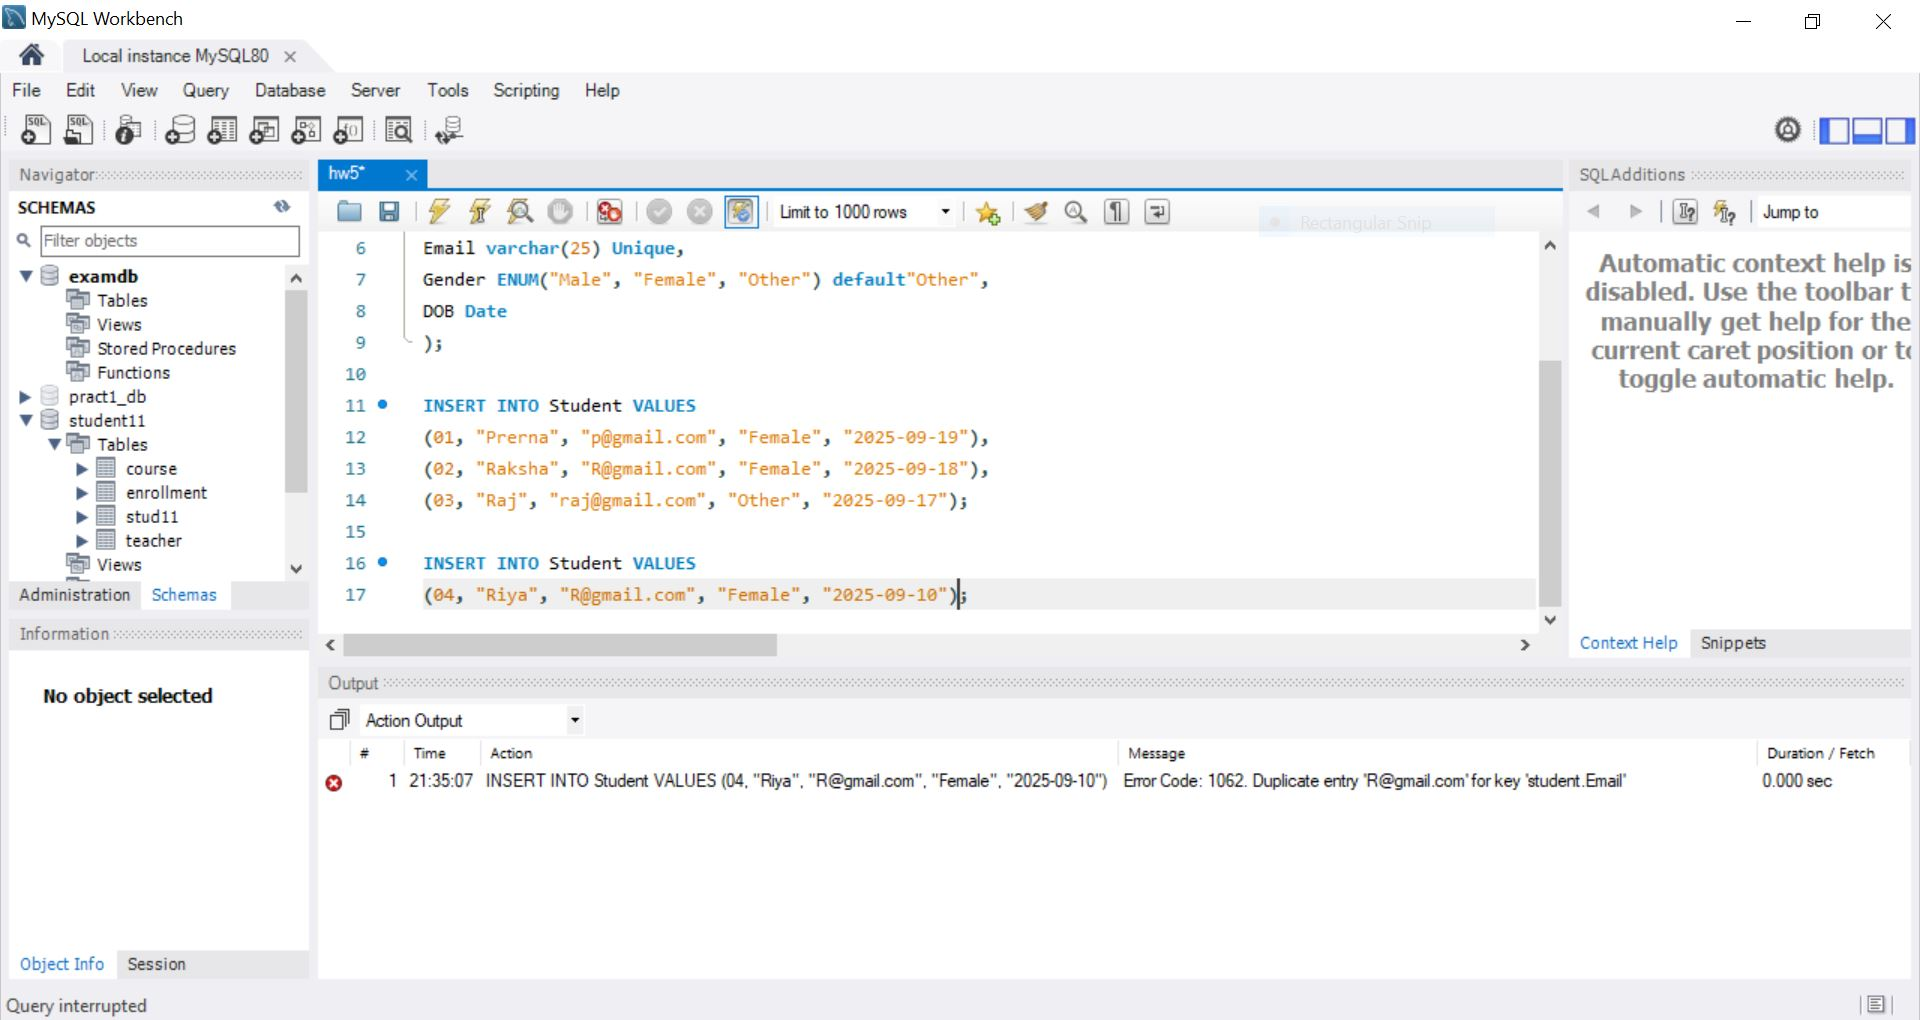 MySQL Workbench
Local instance MySQL80
File Edit View Query Database Server Tools Scripting Help
Navigator
SCHEMAS
Filter objects
examdb
Tables
Views
Stored Procedures
Functions
pract1_db
student11
Tables
course
enrollment
stud11
teacher
Views
Administration Schemas
Information
No object selected
Object Info Session
Query interrupted
hw5*
Limit to 1000 rows
Rectangular Snip
6 Email varchar(25) Unique,
7 Gender ENUM("Male", "Female", "Other") default"Other",
8 DOB Date
9 );
10
11 INSERT INTO Student VALUES
12 (01, "Prerna", "p@gmail.com", "Female", "2025-09-19"),
13 (02, "Raksha", "R@gmail.com", "Female", "2025-09-18"),
14 (03, "Raj", "raj@gmail.com", "Other", "2025-09-17");
15
16 INSERT INTO Student VALUES
17 (04, "Riya", "R@gmail.com", "Female", "2025-09-10");
SQLAdditions
Jump to
Automatic context help is
disabled. Use the toolbar t
manually get help for the
current caret position or to
toggle automatic help.
Context Help Snippets
Output
Action Output
# Time Action Message Duration / Fetch
1 21:35:07 INSERT INTO Student VALUES (04, "Riya", "R@gmail.com", "Female", "2025-09-10") Error Code: 1062. Duplicate entry 'R@gmail.com' for key 'student.Email' 0.000 sec